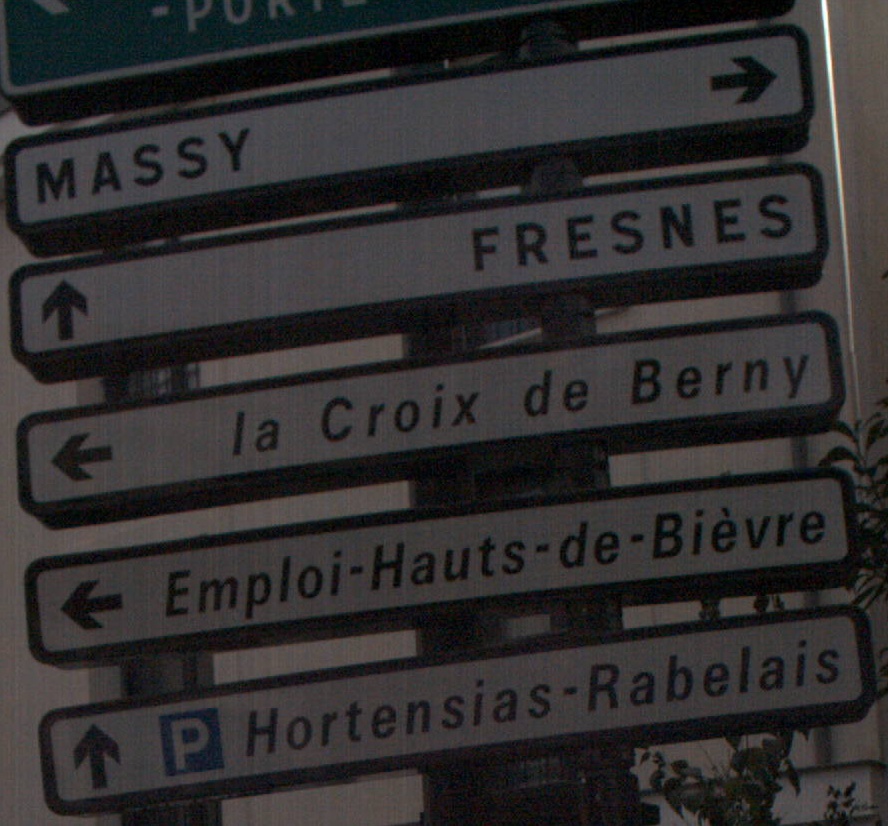 MASSY
FRESNES
la Croix de Berny
Emploi-Hauts-de-Bièvre
P Hortensias-Rabelais